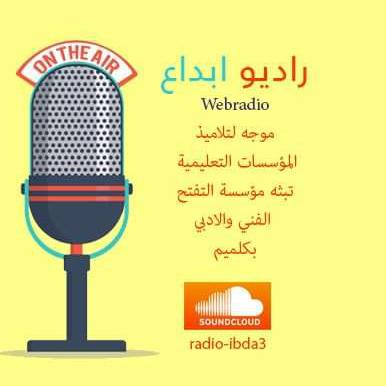 ON THE AIR
راديو ابداع
Webradio
موجه لتلاميذ
المؤسسات التعليمية
تبثه مؤسسة التفتح
الفني والادبي
بكلميم
SOUNDCLOUD
radio-ibda3